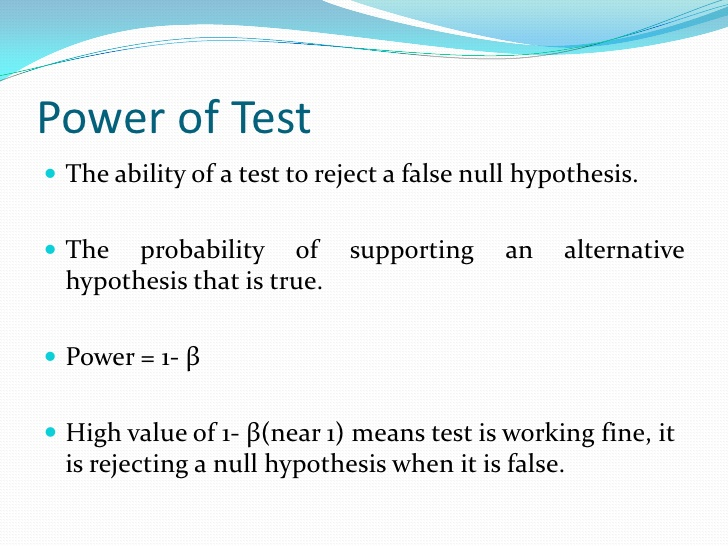 Power of Test
• The ability of a test to reject a false null hypothesis.
• The probability of supporting an alternative
hypothesis that is true.
• Power = 1- β
• High value of 1- β(near 1) means test is working fine, it
is rejecting a null hypothesis when it is false.